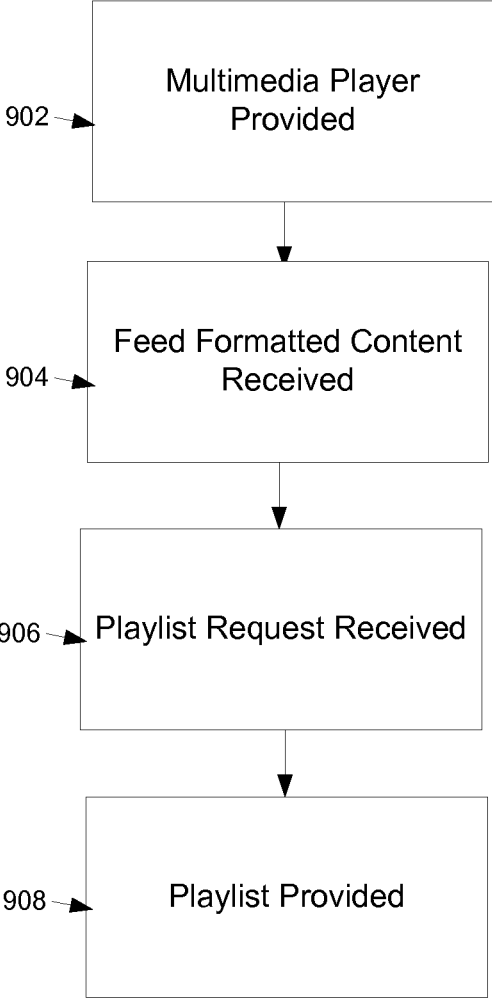 902
Multimedia Player
Provided
904
Feed Formatted Content
Received
906
Playlist Request Received
908
Playlist Provided